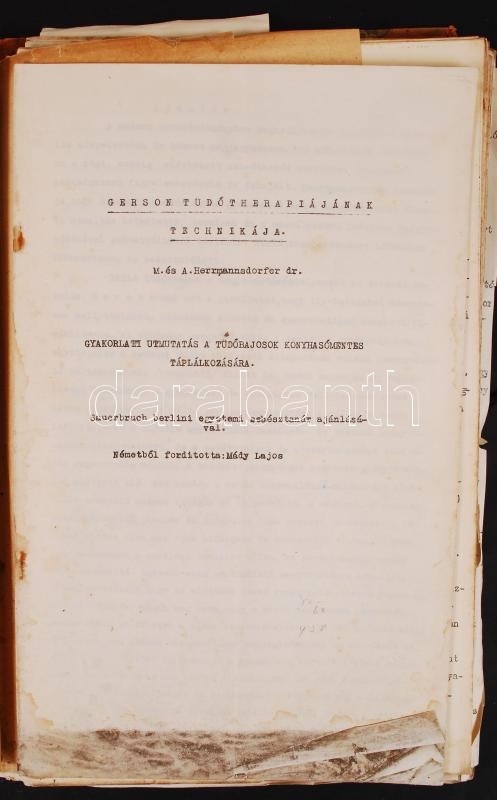 GERSON TÜDŐTHERAPIÁJÁNAK
TECHNIKÁJA.
M.és A.Herrmannsdorfer dr.
GYAKORLATI UTMUTATÁS A TÜDŐBAJOSOK KONYHASÓMENTES
TÁPLÁLKOZÁSÁRA.
darabanth
Sauerbruch berlini egyetemi sebésztanár ajánlásá-
val.
Németből forditotta:Mády Lajos